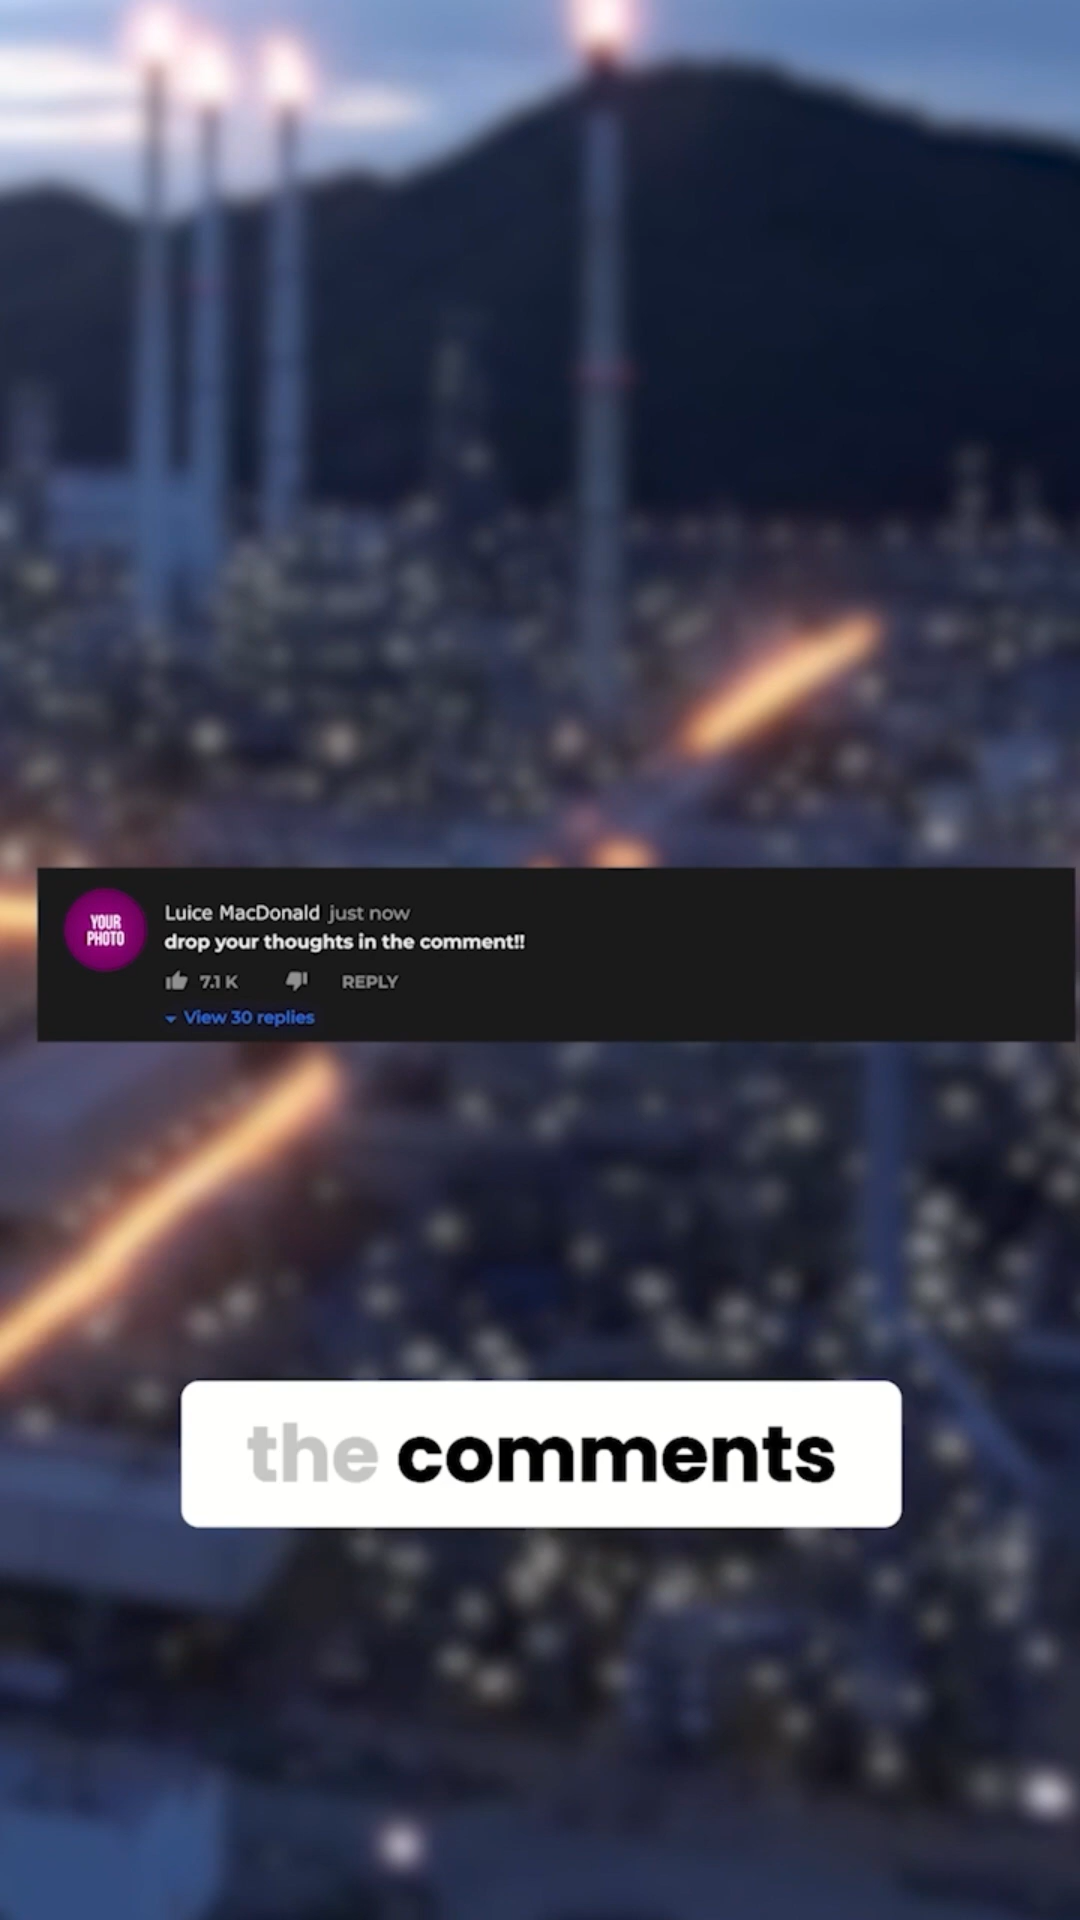 YOUR
PHOTO
Luice MacDonald just now
drop your thoughts in the comment!!
7.1 K REPLY
View 30 replies
the comments